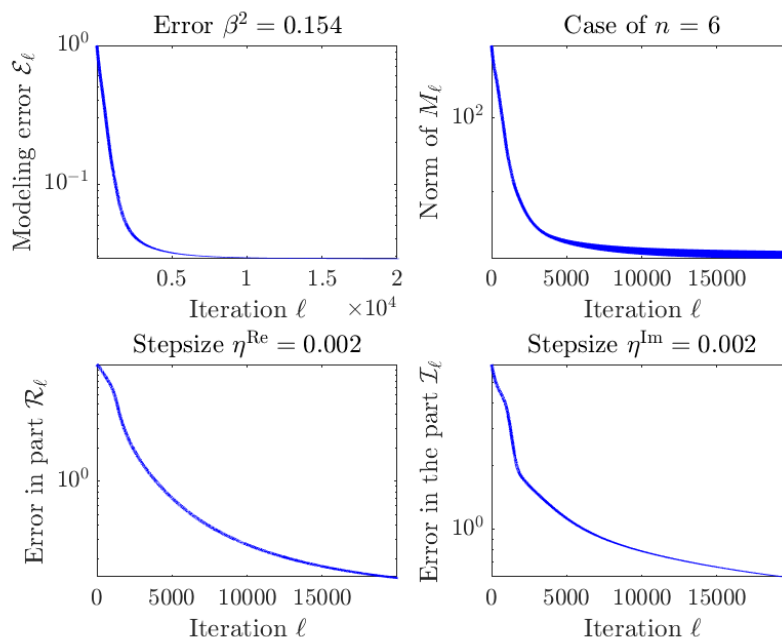 Error β² = 0.154
Modeling error ℰ_ℓ
10⁰
10⁻¹
0.5 1 1.5 2
×10⁴
Iteration ℓ
Case of n = 6
Norm of M_ℓ
10²
0 5000 10000 15000
Iteration ℓ
Stepsize η^Re = 0.002
Error in part ℛ_ℓ
10⁰
0 5000 10000 15000
Iteration ℓ
Stepsize η^Im = 0.002
Error in the part ℐ_ℓ
10⁰
0 5000 10000 15000
Iteration ℓ